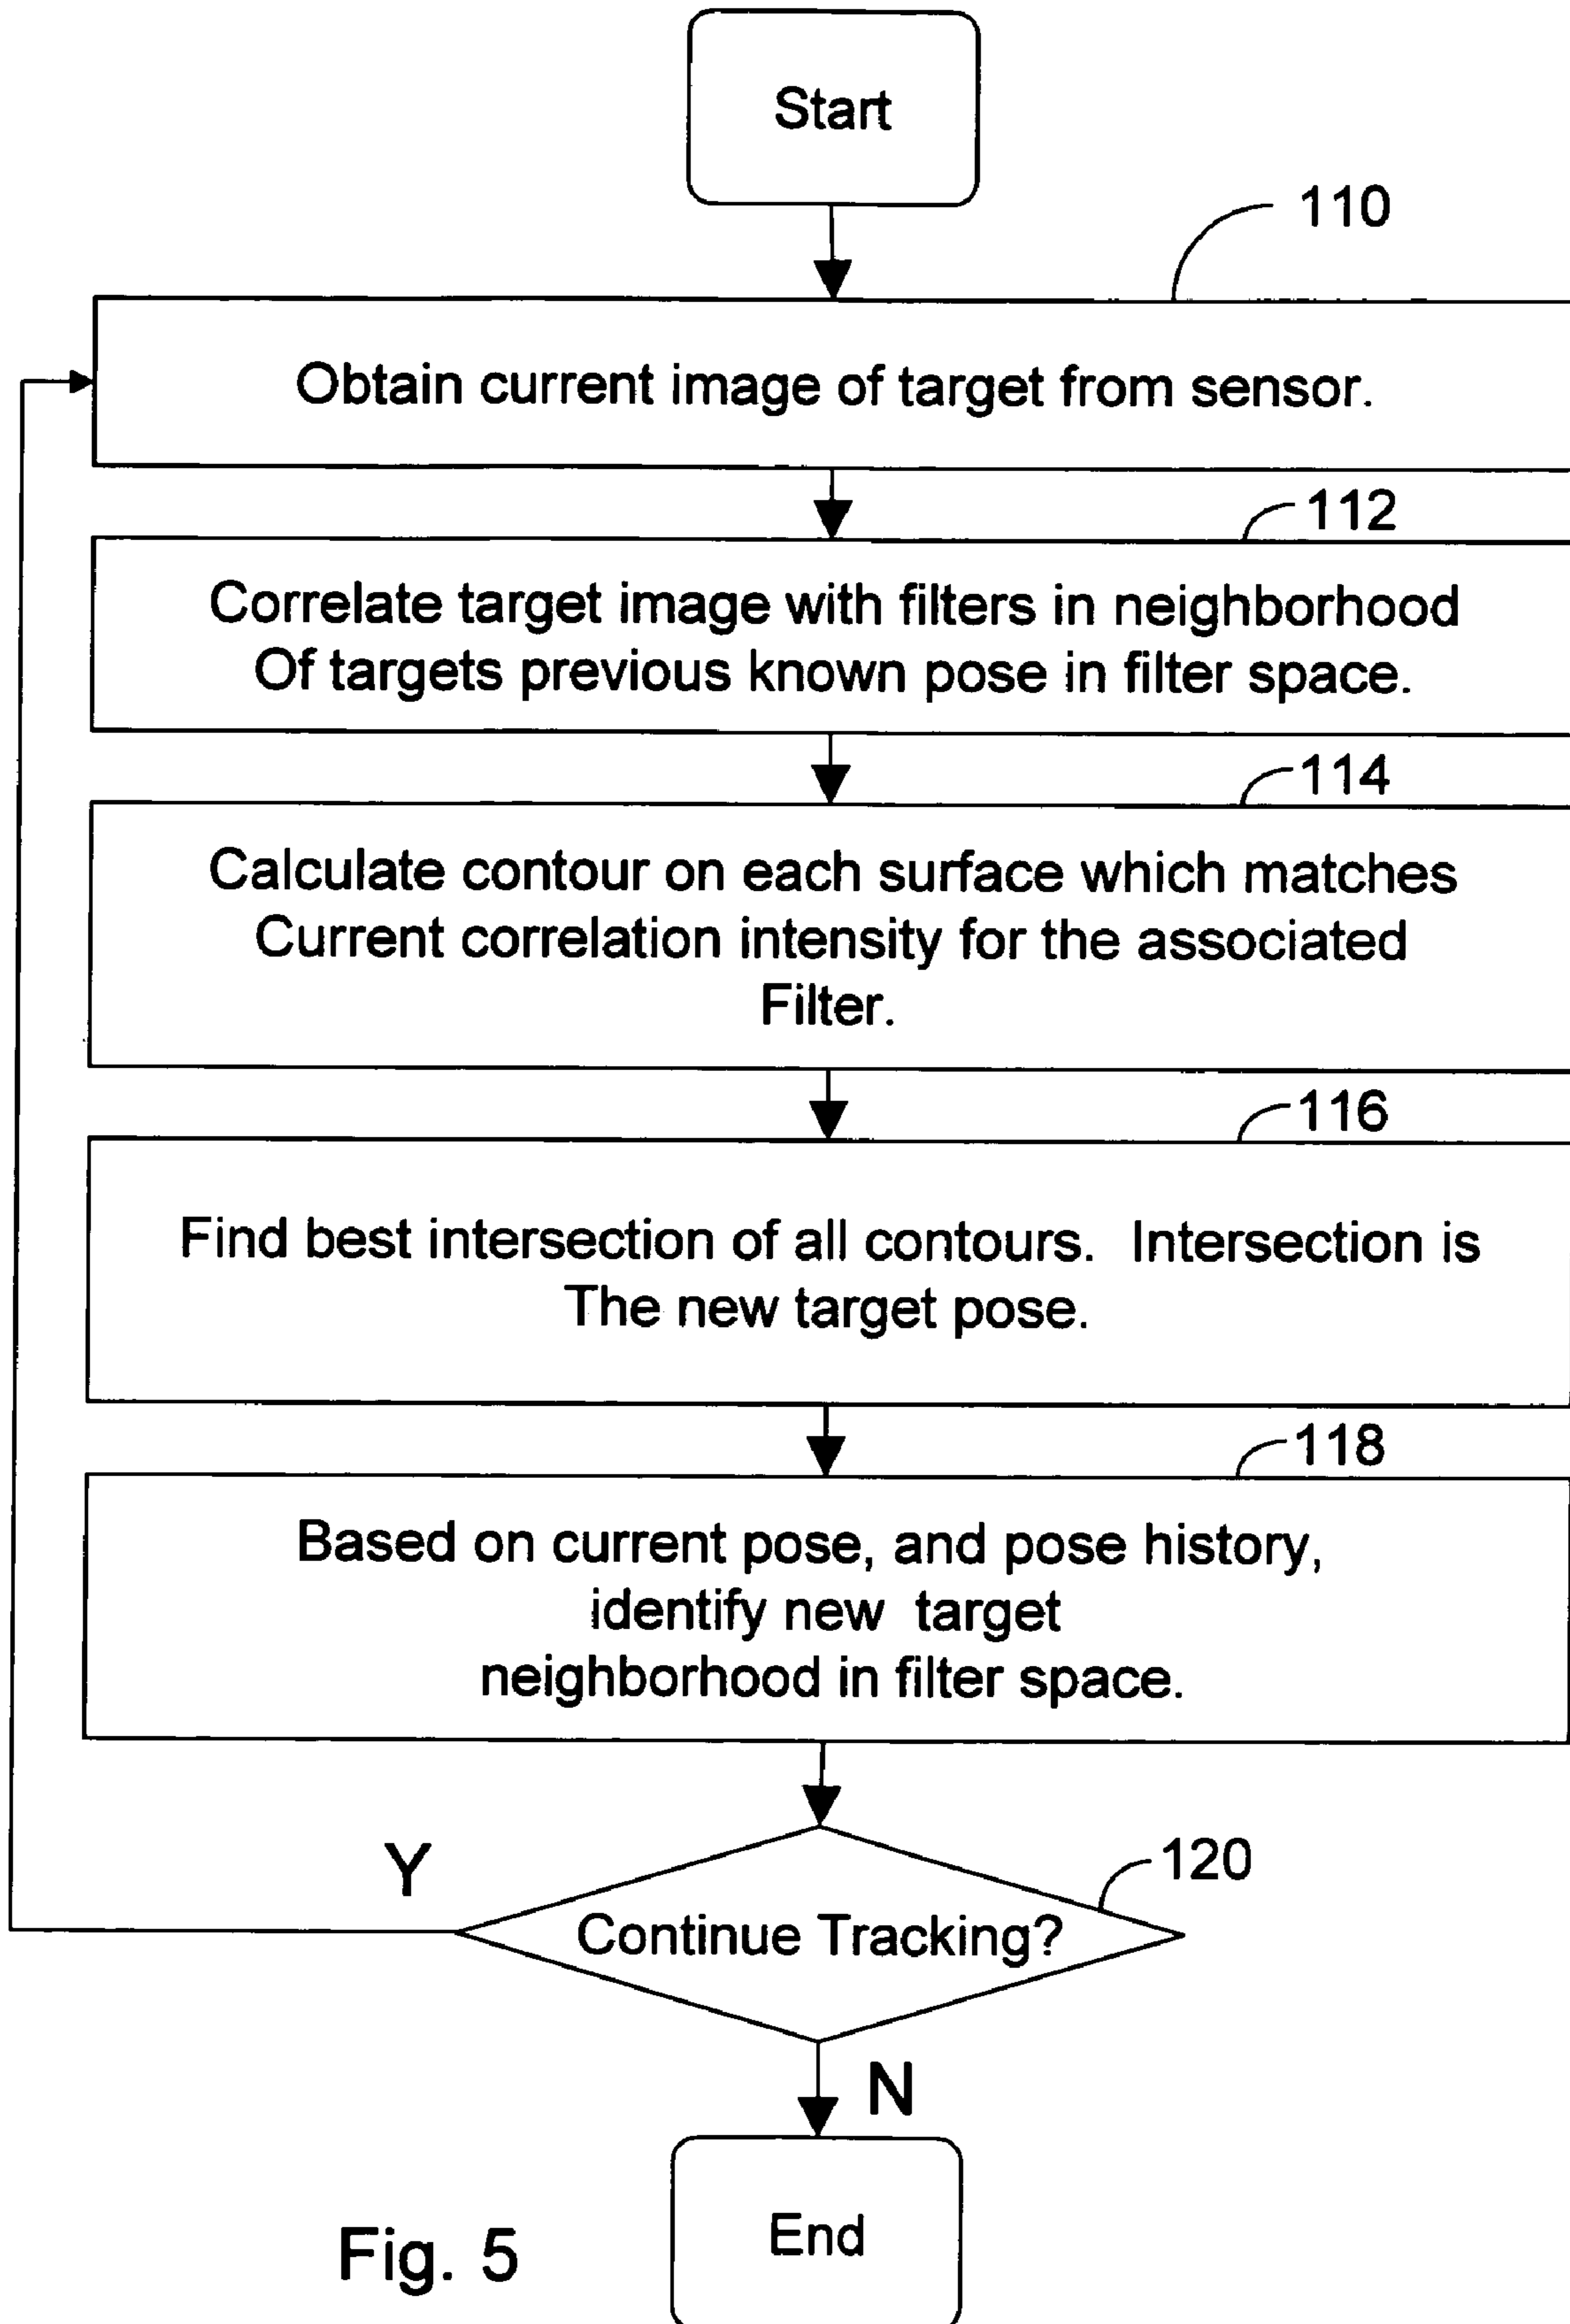 Start
110
Obtain current image of target from sensor.
112
Correlate target image with filters in neighborhood
Of targets previous known pose in filter space.
114
Calculate contour on each surface which matches
Current correlation intensity for the associated
Filter.
116
Find best intersection of all contours.  Intersection is
The new target pose.
118
Based on current pose, and pose history,
identify new  target
neighborhood in filter space.
Y
120
Continue Tracking?
N
End
Fig. 5